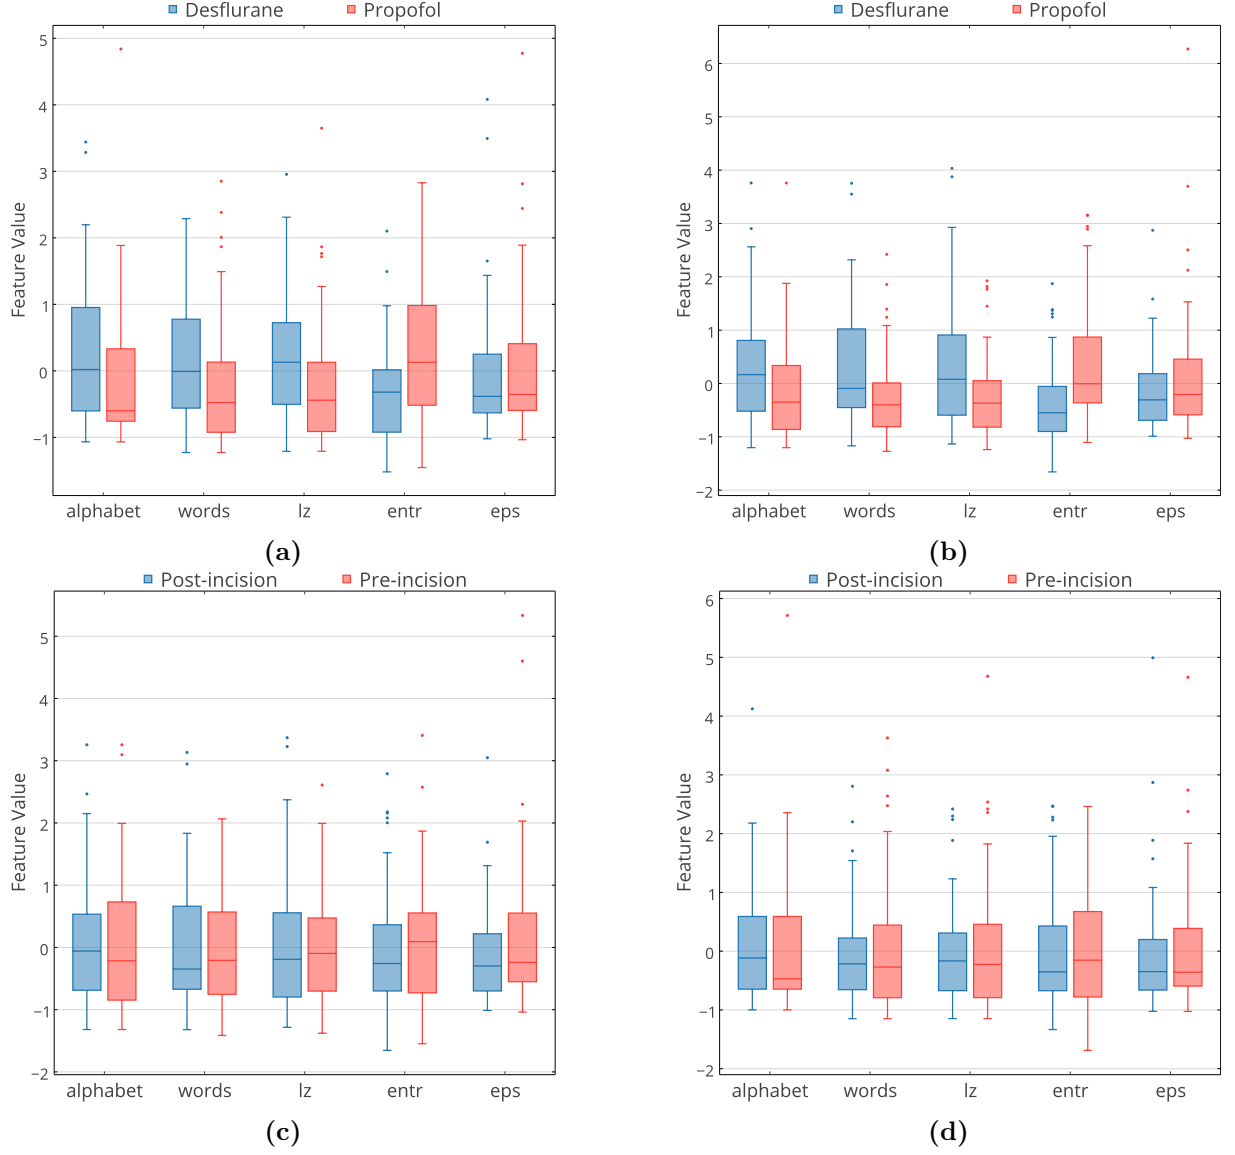 Desflurane Propofol
Feature Value
5
4
3
2
1
0
−1
alphabet words lz entr eps
(a)
Desflurane Propofol
Feature Value
6
5
4
3
2
1
0
−1
−2
alphabet words lz entr eps
(b)
Post-incision Pre-incision
Feature Value
5
4
3
2
1
0
−1
−2
alphabet words lz entr eps
(c)
Post-incision Pre-incision
Feature Value
6
5
4
3
2
1
0
−1
−2
alphabet words lz entr eps
(d)